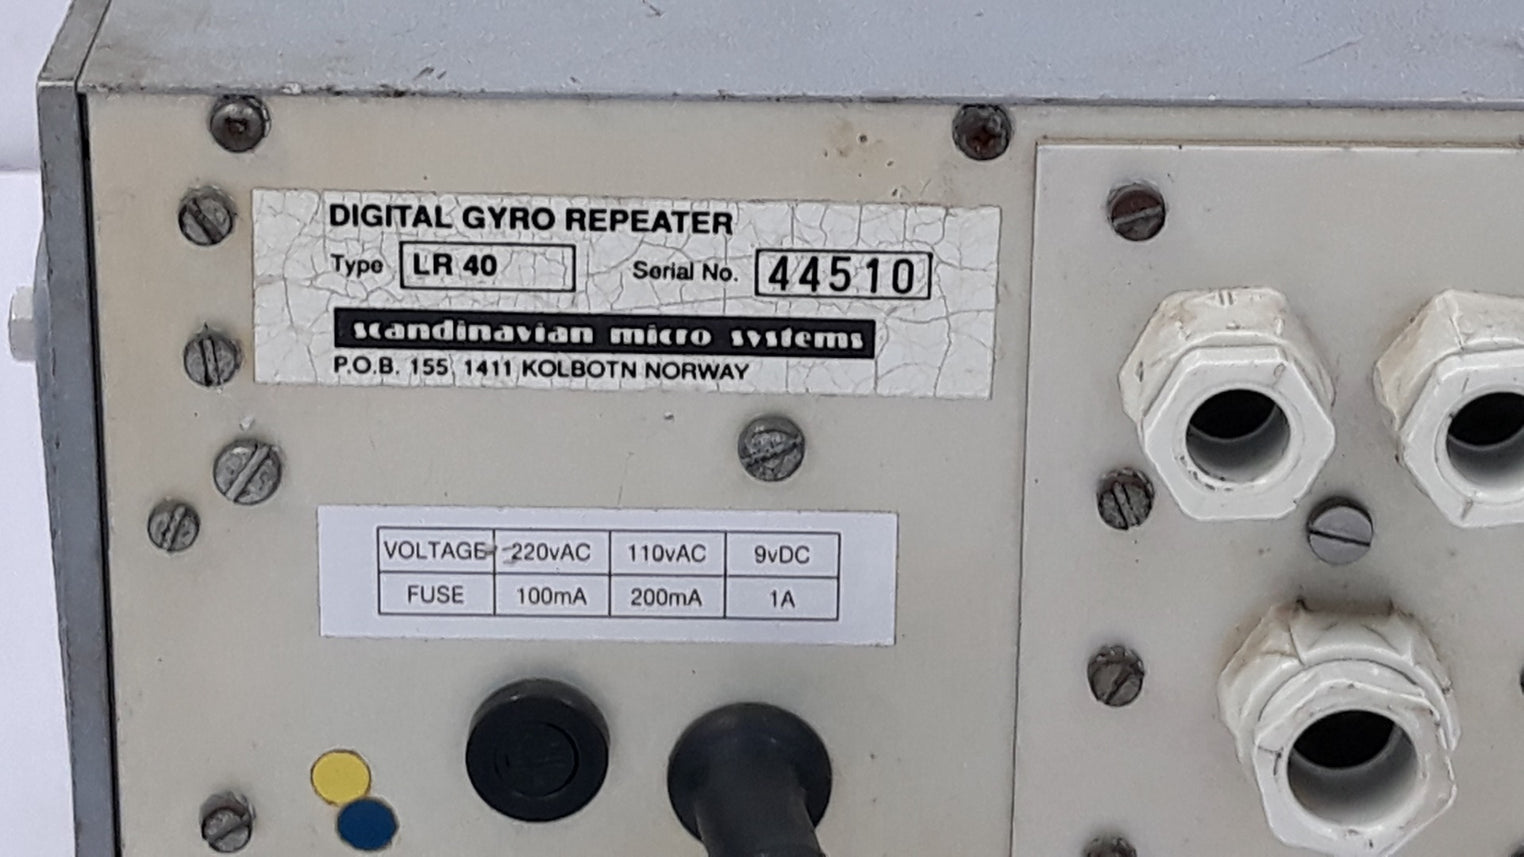 DIGITAL GYRO REPEATER
Type LR 40 Serial No. 44510
scandinavian micro systems
P.O.B. 155, 1411 KOLBOTN NORWAY
VOLTAGE 220vAC 110vAC 9vDC
FUSE 100mA 200mA 1A